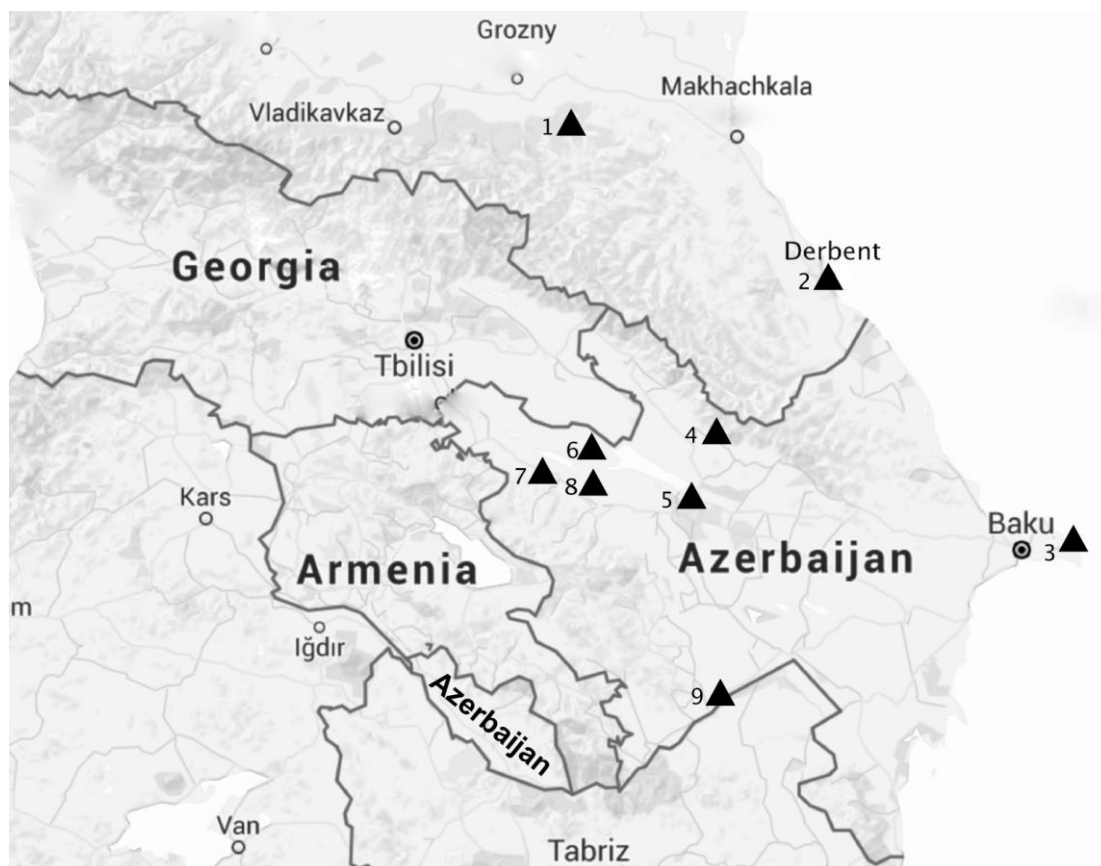 Grozny
Makhachkala
Vladikavkaz
1
Derbent
2
Georgia
Tbilisi
4
6
7
8
5
Kars
Baku
3
Armenia
Azerbaijan
m
Iğdır
9
Azerbaijan
Van
Tabriz